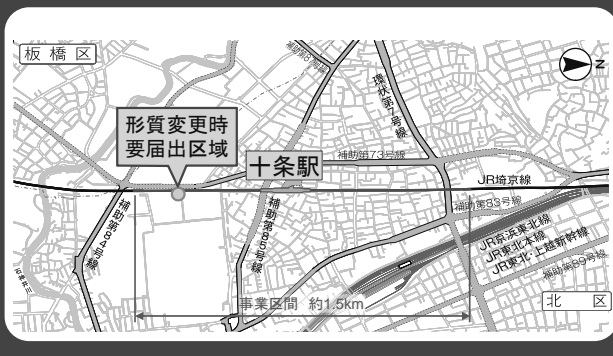 板橋区
N
形質変更時
要届出区域
十条駅
環状第7号線
補助第73号線
JR埼京線
補助第83号線
補助第84号線
補助第85号線
JR京浜東北線
JR東北本線
JR東北・上越新幹線
補助第89号線
事業区間 約1.5km
北区